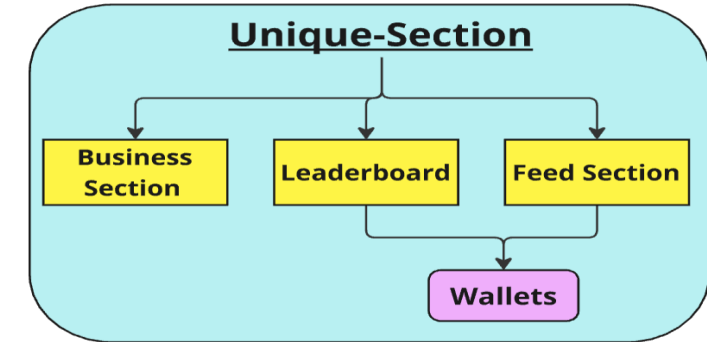 Unique-Section
Business
Section
Leaderboard
Feed Section
Wallets